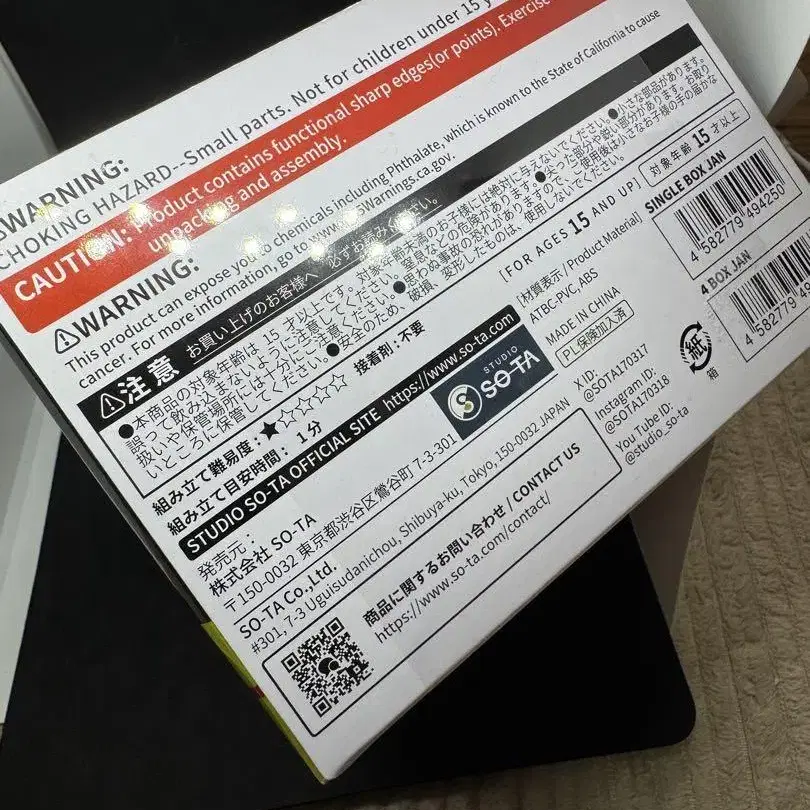 WARNING:
CHOKING HAZARD--Small parts. Not for children under 15 y
CAUTION: Product contains functional sharp edges(or points). Exercise
unpacking and assembly.
⚠WARNING:
This product can expose you to chemicals including Phthalate, which is known to the State of California to cause
cancer. For more information, go to
Warnings.ca.gov.
⚠注意 お買い上げのお客様へ 必ずお読みください。
●本商品の対象年齢は15才以上です。対象年齢未満のお子様には絶対に与えないでください。●小さな部品があります。
誤って飲み込まないように注意してください。窒息などの危険があります。●尖った部分や鋭い部分があります。お取り
扱いや保管場所には十分にご注意ください。●思わぬ事故の恐れがありますので、使用後は小さなお子様の手の届かな
いところに保管してください。●安全のため、破損、変形したものは、使用しないでください。
組み立て難易度:★☆☆☆☆ 接着剤:不要
組み立て目安時間: 1分
[FOR AGES 15 AND UP]
対象年齢 15才以上
STUDIO SO-TA OFFICIAL SITE https://www.so-ta.com
発売元:
株式会社 SO-TA
〒150-0032 東京都渋谷区鶯谷町7-3-301
SO-TA Co.,Ltd.
#301, 7-3 Uguisudanichou, Shibuya-ku, Tokyo, 150-0032 JAPAN
STUDIO
SO-TA
[材質表示/Product Material]
ATBC-PVC, ABS
MADE IN CHINA
PL保険加入済
X ID:
@SOTA170317
Instagram ID:
@SOTA170318
You Tube ID:
@studio_so-ta
商品に関するお問い合わせ/CONTACT US
https://www.so-ta.com/contact/
SINGLE BOX JAN
4 582779 494250
BOX JAN
4 582779
紙
箱